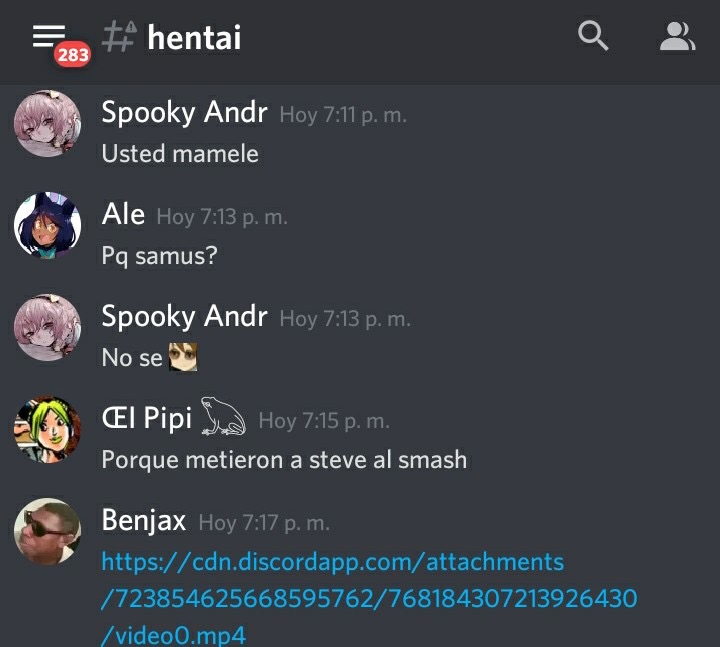 hentai
283
Spooky Andr Hoy 7:11 p. m.
Usted mamele
Ale Hoy 7:13 p. m.
Pq samus?
Spooky Andr Hoy 7:13 p. m.
No se
Œl Pipi 𓆏 Hoy 7:15 p. m.
Porque metieron a steve al smash
Benjax Hoy 7:17 p. m.
https://cdn.discordapp.com/attachments
/723854625668595762/768184307213926430
/video0.mp4